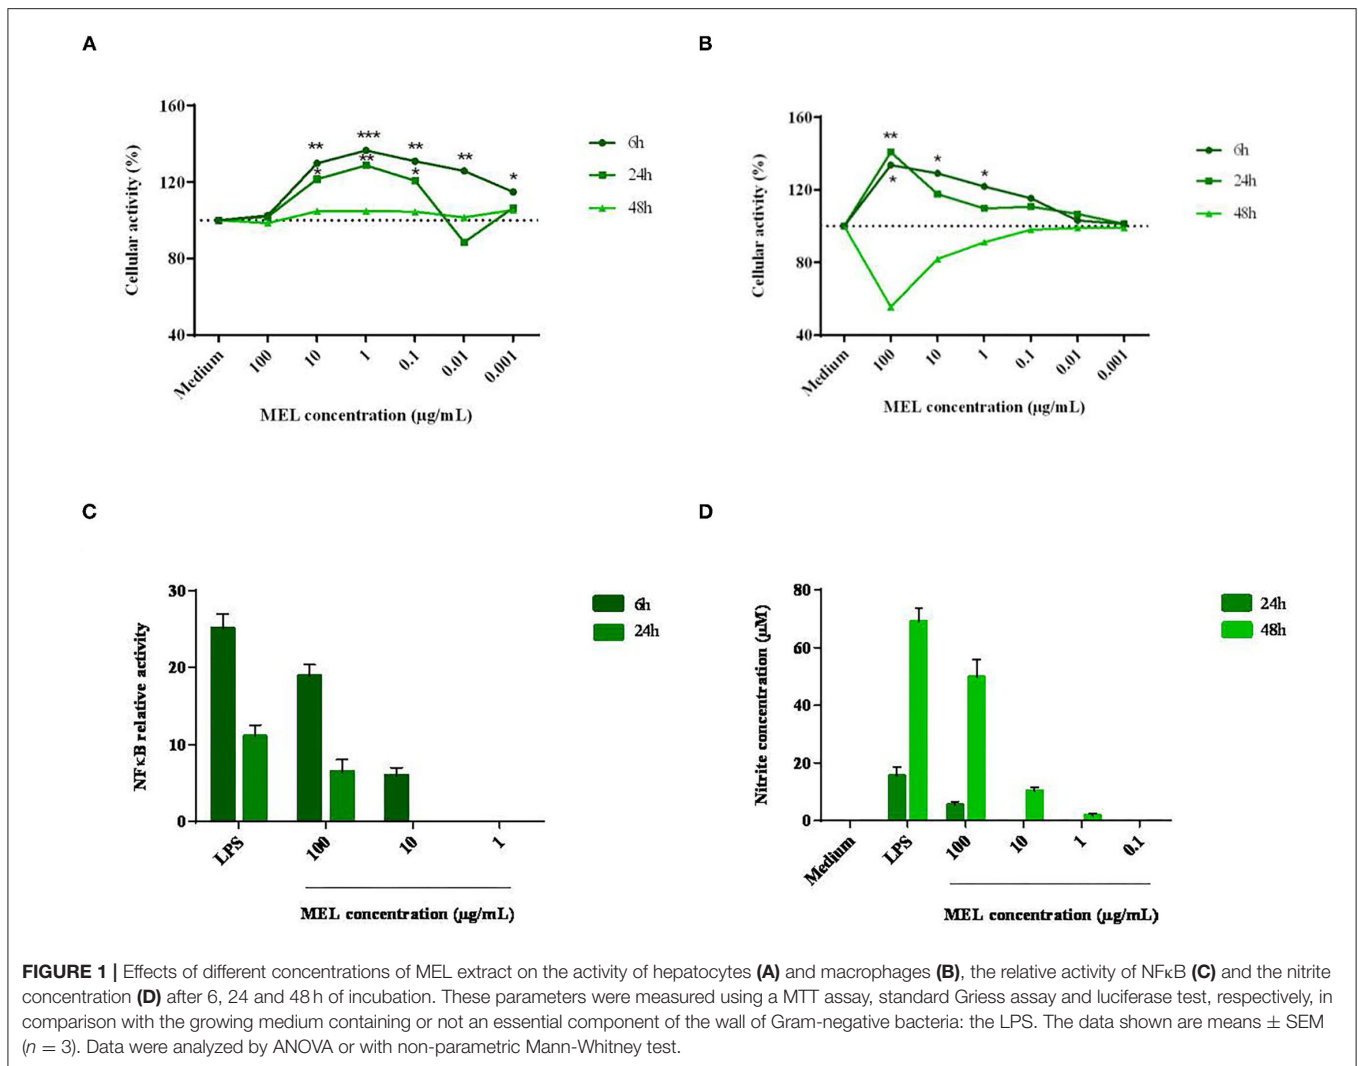 A
160
120
80
40
Cellular activity (%)
** *** ** ** *
* ** *
6h
24h
48h
Medium 100 10 1 0.1 0.01 0.001
MEL concentration (µg/mL)
B
160
120
80
40
Cellular activity (%)
** * *
*
6h
24h
48h
Medium 100 10 1 0.1 0.01 0.001
MEL concentration (µg/mL)
C
30
20
10
0
NFκB relative activity
6h
24h
LPS 100 10 1
MEL concentration (µg/mL)
D
80
60
40
20
0
Nitrite concentration (µM)
24h
48h
Medium LPS 100 10 1 0.1
MEL concentration (µg/mL)
FIGURE 1 | Effects of different concentrations of MEL extract on the activity of hepatocytes (A) and macrophages (B), the relative activity of NFκB (C) and the nitrite
concentration (D) after 6, 24 and 48 h of incubation. These parameters were measured using a MTT assay, standard Griess assay and luciferase test, respectively, in
comparison with the growing medium containing or not an essential component of the wall of Gram-negative bacteria: the LPS. The data shown are means ± SEM
(n = 3). Data were analyzed by ANOVA or with non-parametric Mann-Whitney test.